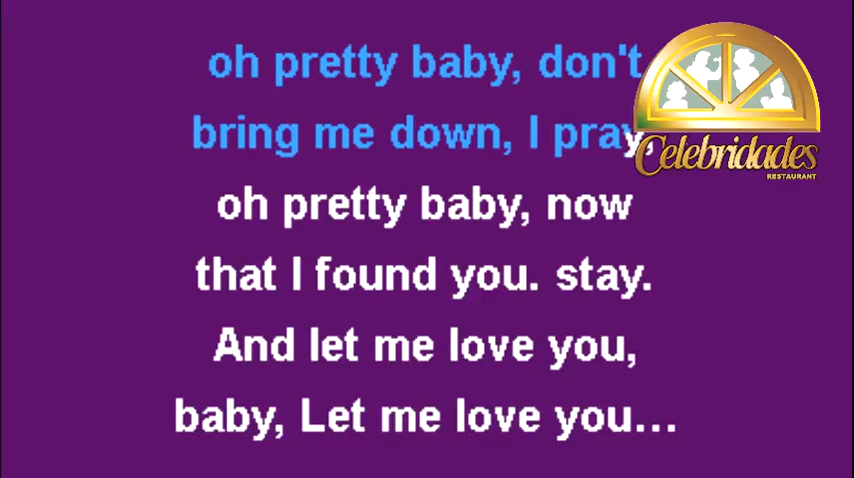 oh pretty baby, don't
bring me down, I pray,
oh pretty baby, now
that I found you. stay.
And let me love you,
baby, Let me love you...
Celebridades
RESTAURANT